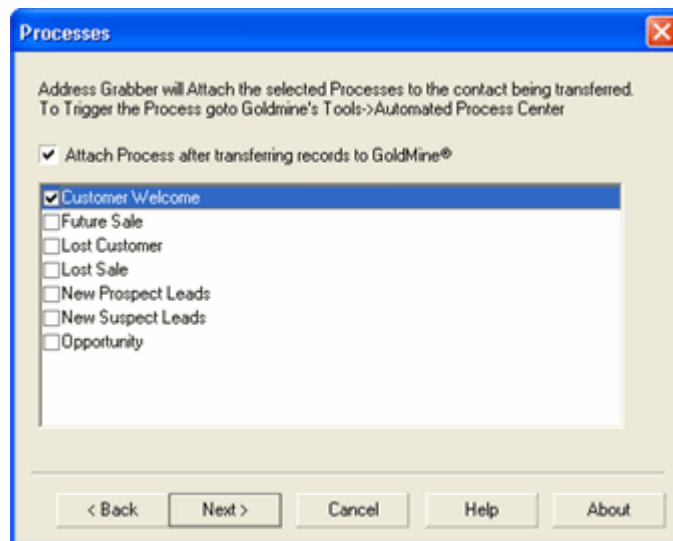 Processes
Address Grabber will Attach the selected Processes to the contact being transferred.
To Trigger the Process goto Goldmine's Tools->Automated Process Center
Attach Process after transferring records to GoldMine®
Customer Welcome
Future Sale
Lost Customer
Lost Sale
New Prospect Leads
New Suspect Leads
Opportunity
< Back Next > Cancel Help About